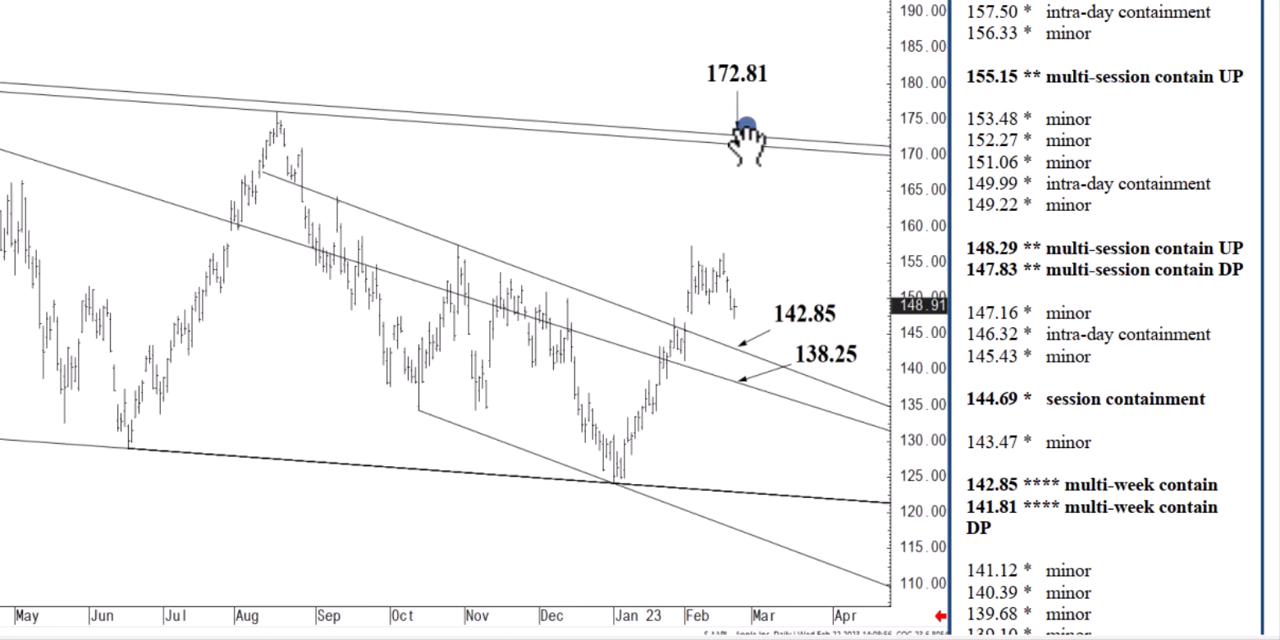 190.00
185.00
180.00
175.00
170.00
165.00
160.00
155.00
150.00
148.91
145.00
140.00
135.00
130.00
125.00
120.00
115.00
110.00
172.81
142.85
138.25
May Jun Jul Aug Sep Oct Nov Dec Jan 23 Feb Mar Apr
157.50 * intra-day containment
156.33 * minor
155.15 ** multi-session contain UP
153.48 * minor
152.27 * minor
151.06 * minor
149.99 * intra-day containment
149.22 * minor
148.29 ** multi-session contain UP
147.83 ** multi-session contain DP
147.16 * minor
146.32 * intra-day containment
145.43 * minor
144.69 * session containment
143.47 * minor
142.85 **** multi-week contain
141.81 **** multi-week contain
DP
141.12 * minor
140.39 * minor
139.68 * minor
139.10 * minor